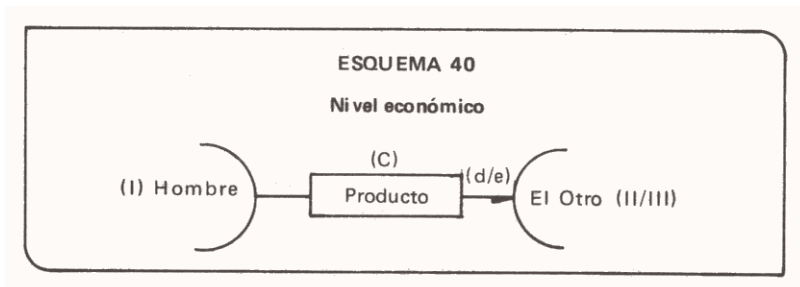 ESQUEMA 40
Nivel económico
(C)
(I) Hombre
Producto
(d/e)
El Otro (II/III)